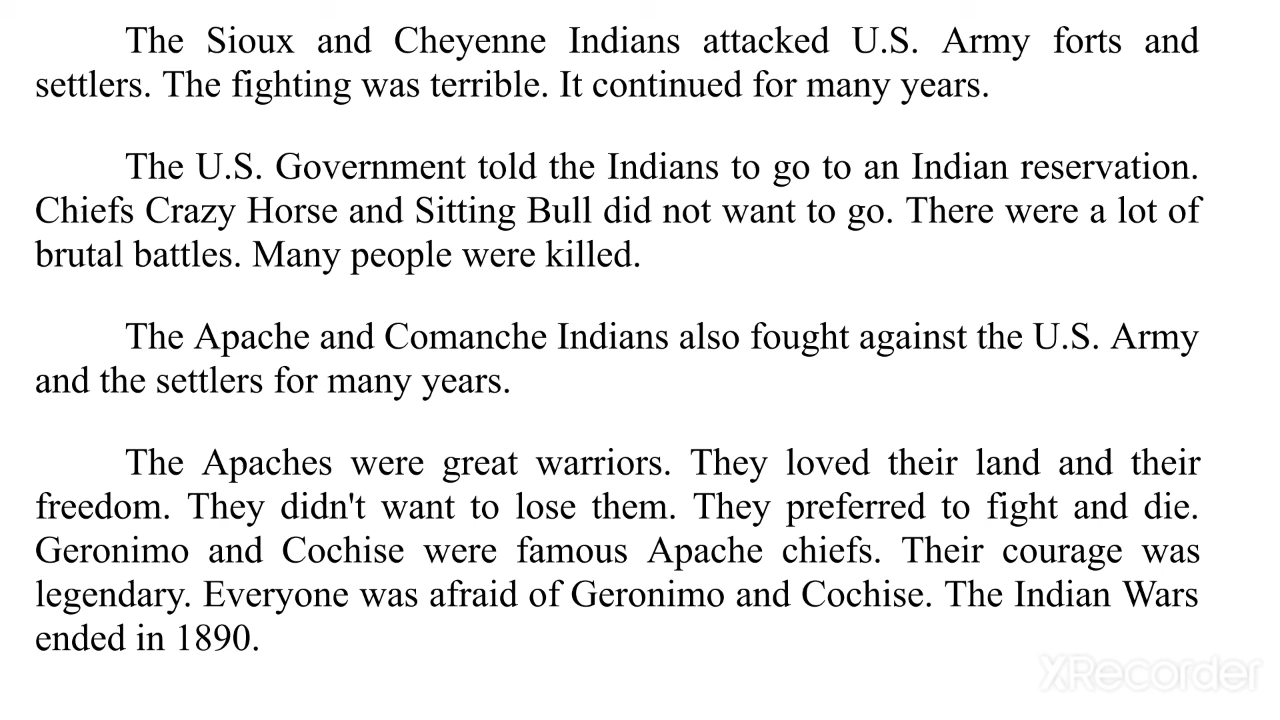 The Sioux and Cheyenne Indians attacked U.S. Army forts and
settlers. The fighting was terrible. It continued for many years.
The U.S. Government told the Indians to go to an Indian reservation.
Chiefs Crazy Horse and Sitting Bull did not want to go. There were a lot of
brutal battles. Many people were killed.
The Apache and Comanche Indians also fought against the U.S. Army
and the settlers for many years.
The Apaches were great warriors. They loved their land and their
freedom. They didn't want to lose them. They preferred to fight and die.
Geronimo and Cochise were famous Apache chiefs. Their courage was
legendary. Everyone was afraid of Geronimo and Cochise. The Indian Wars
ended in 1890.
XRecorder